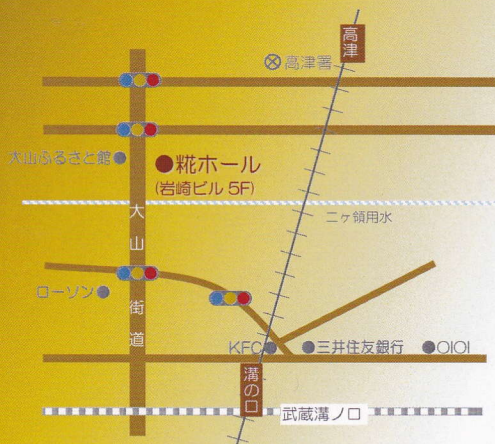 高津
高津署
大山ふるさと館
糀ホール
(岩崎ビル 5F)
大山街道
二ヶ領用水
ローソン
KFC
三井住友銀行
OIOI
溝の口
武蔵溝ノ口